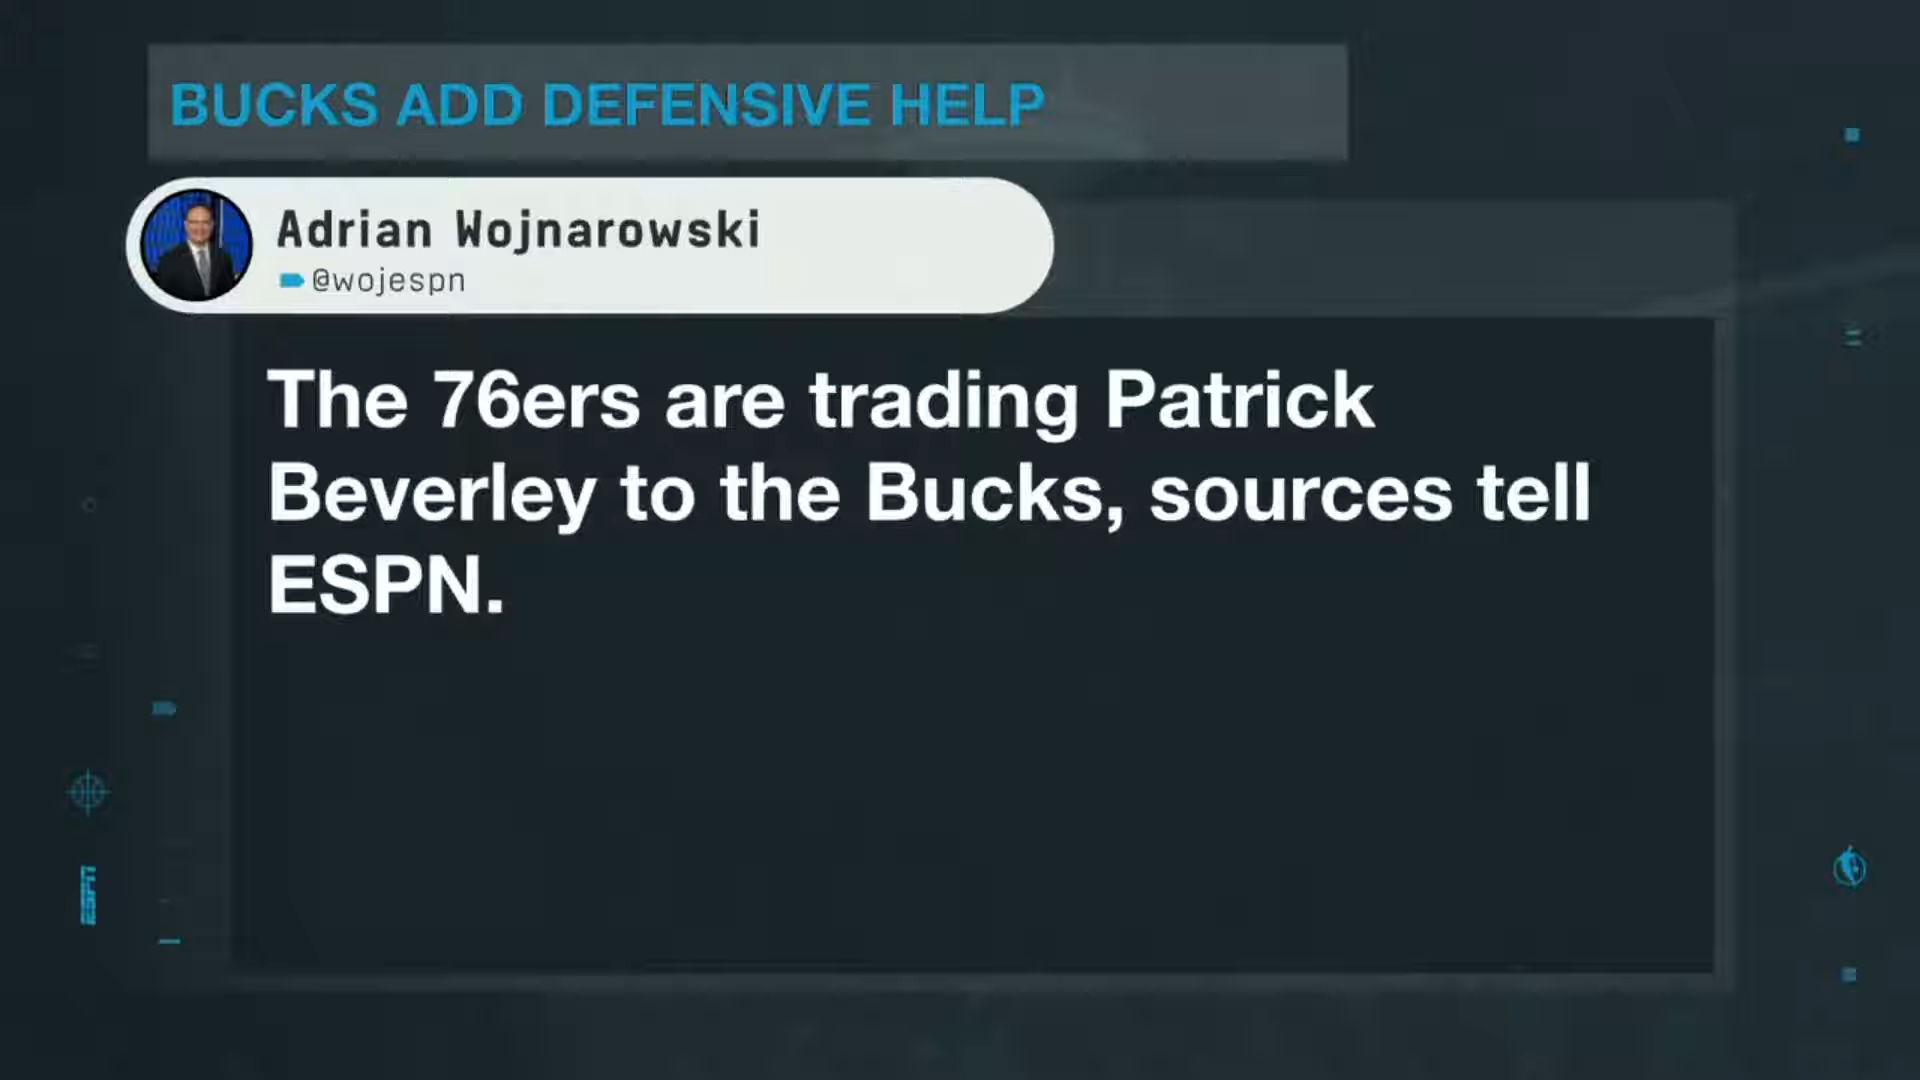 BUCKS ADD DEFENSIVE HELP
Adrian Wojnarowski
@wojespn
The 76ers are trading Patrick
Beverley to the Bucks, sources tell
ESPN.
ESPN